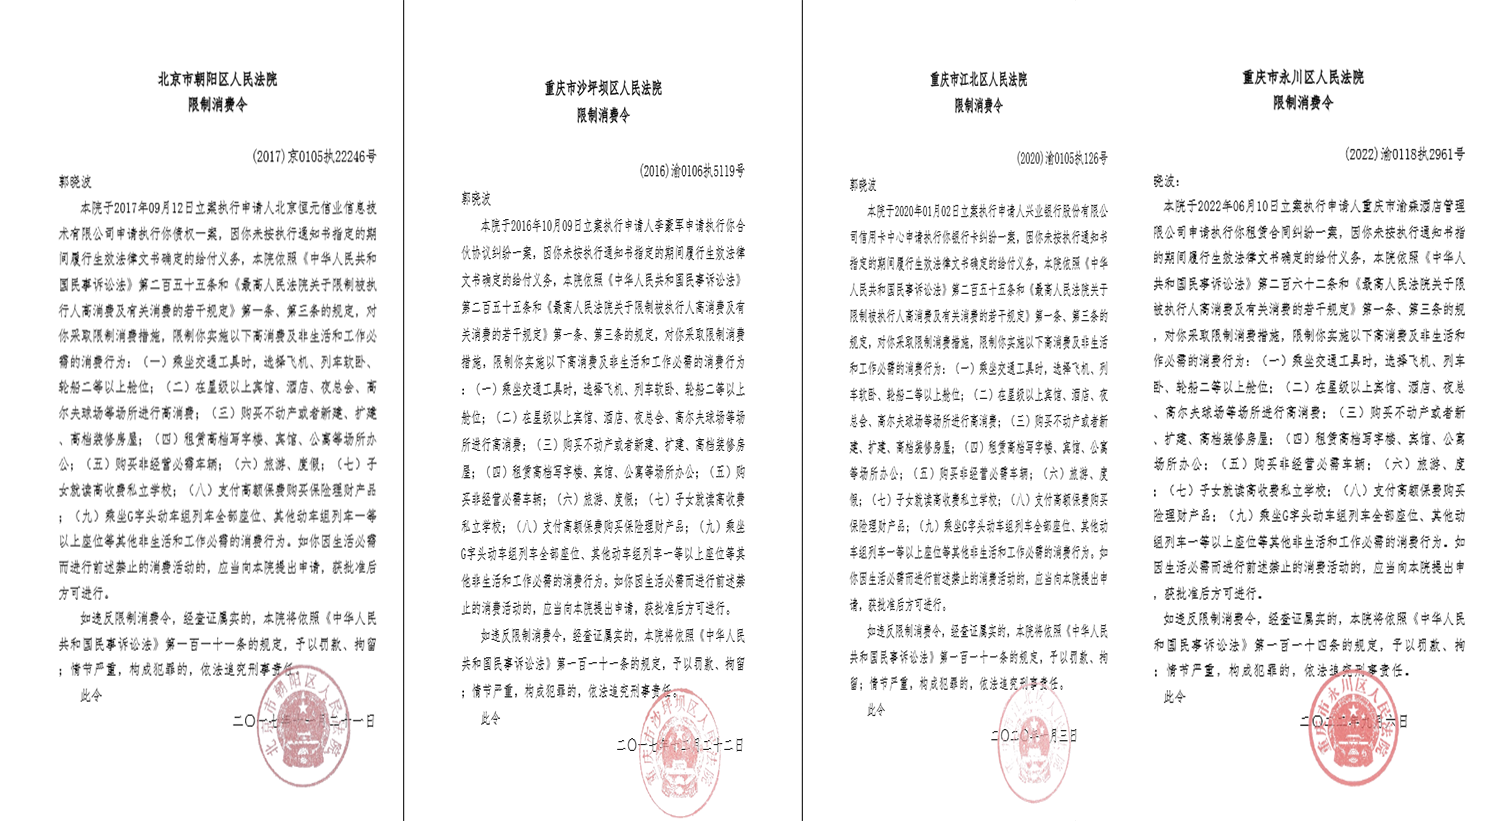 北京市朝阳区人民法院
限制消费令
(2017)京0105执22246号
郭晓波
本院于2017年09月12日立案执行申请人北京恒元信业信息技
术有限公司申请执行你债权一案，因你未按执行通知书指定的期
间履行生效法律文书确定的给付义务，本院依照《中华人民共和
国民事诉讼法》第二百五十五条和《最高人民法院关于限制被执
行人高消费及有关消费的若干规定》第一条、第三条的规定，对
你采取限制消费措施，限制你实施以下高消费及非生活和工作必
需的消费行为：（一）乘坐交通工具时，选择飞机、列车软卧、
轮船二等以上舱位；（二）在星级以上宾馆、酒店、夜总会、高
尔夫球场等场所进行高消费；（三）购买不动产或者新建、扩建
、高档装修房屋；（四）租赁高档写字楼、宾馆、公寓等场所办
公；（五）购买非经营必需车辆；（六）旅游、度假；（七）子
女就读高收费私立学校；（八）支付高额保费购买保险理财产品
；（九）乘坐G字头动车组列车全部座位、其他动车组列车一等
以上座位等其他非生活和工作必需的消费行为。如你因生活必需
而进行前述禁止的消费活动的，应当向本院提出申请，获批准后
方可进行。
如违反限制消费令，经查证属实的，本院将依照《中华人民
共和国民事诉讼法》第一百一十一条的规定，予以罚款、拘留
；情节严重，构成犯罪的，依法追究刑事责任。
此令
二〇一七年十一月二十一日
北京市朝阳区人民法院
重庆市沙坪坝区人民法院
限制消费令
(2016)渝0106执5119号
郭晓波
本院于2016年10月09日立案执行申请人李豪军申请执行你合
伙协议纠纷一案，因你未按执行通知书指定的期间履行生效法律
文书确定的给付义务，本院依照《中华人民共和国民事诉讼法》
第二百五十五条和《最高人民法院关于限制被执行人高消费及有
关消费的若干规定》第一条、第三条的规定，对你采取限制消费
措施，限制你实施以下高消费及非生活和工作必需的消费行为
：（一）乘坐交通工具时，选择飞机、列车软卧、轮船二等以上
舱位；（二）在星级以上宾馆、酒店、夜总会、高尔夫球场等场
所进行高消费；（三）购买不动产或者新建、扩建、高档装修房
屋；（四）租赁高档写字楼、宾馆、公寓等场所办公；（五）购
买非经营必需车辆；（六）旅游、度假；（七）子女就读高收费
私立学校；（八）支付高额保费购买保险理财产品；（九）乘坐
G字头动车组列车全部座位、其他动车组列车一等以上座位等其
他非生活和工作必需的消费行为。如你因生活必需而进行前述禁
止的消费活动的，应当向本院提出申请，获批准后方可进行。
如违反限制消费令，经查证属实的，本院将依照《中华人民
共和国民事诉讼法》第一百一十一条的规定，予以罚款、拘留
；情节严重，构成犯罪的，依法追究刑事责任。
此令
二〇一七年十二月二十二日
重庆市沙坪坝区人民法院
重庆市江北区人民法院
限制消费令
(2020)渝0105执126号
郭晓波
本院于2020年01月02日立案执行申请人兴业银行股份有限公
司信用卡中心申请执行你银行卡纠纷一案，因你未按执行通知书
指定的期间履行生效法律文书确定的给付义务，本院依照《中华
人民共和国民事诉讼法》第二百五十五条和《最高人民法院关于
限制被执行人高消费及有关消费的若干规定》第一条、第三条的
规定，对你采取限制消费措施，限制你实施以下高消费及非生活
和工作必需的消费行为：（一）乘坐交通工具时，选择飞机、列
车软卧、轮船二等以上舱位；（二）在星级以上宾馆、酒店、夜
总会、高尔夫球场等场所进行高消费；（三）购买不动产或者新
建、扩建、高档装修房屋；（四）租赁高档写字楼、宾馆、公寓
等场所办公；（五）购买非经营必需车辆；（六）旅游、度
假；（七）子女就读高收费私立学校；（八）支付高额保费购买
保险理财产品；（九）乘坐G字头动车组列车全部座位、其他动
车组列车一等以上座位等其他非生活和工作必需的消费行为。如
你因生活必需而进行前述禁止的消费活动的，应当向本院提出申
请，获批准后方可进行。
如违反限制消费令，经查证属实的，本院将依照《中华人民
共和国民事诉讼法》第一百一十一条的规定，予以罚款、拘
留；情节严重，构成犯罪的，依法追究刑事责任。
此令
二〇二〇年一月三日
重庆市江北区人民法院
重庆市永川区人民法院
限制消费令
(2022)渝0118执2961号
晓波：
本院于2022年06月10日立案执行申请人重庆市渝森酒店管理
有限公司申请执行你租赁合同纠纷一案，因你未按执行通知书指
的期间履行生效法律文书确定的给付义务，本院依照《中华人
共和国民事诉讼法》第二百六十二条和《最高人民法院关于限
被执行人高消费及有关消费的若干规定》第一条、第三条的规
，对你采取限制消费措施，限制你实施以下高消费及非生活和
作必需的消费行为：（一）乘坐交通工具时，选择飞机、列车
卧、轮船二等以上舱位；（二）在星级以上宾馆、酒店、夜总
、高尔夫球场等场所进行高消费；（三）购买不动产或者新
、扩建、高档装修房屋；（四）租赁高档写字楼、宾馆、公寓
场所办公；（五）购买非经营必需车辆；（六）旅游、度
；（七）子女就读高收费私立学校；（八）支付高额保费购买
险理财产品；（九）乘坐G字头动车组列车全部座位、其他动
组列车一等以上座位等其他非生活和工作必需的消费行为。如
因生活必需而进行前述禁止的消费活动的，应当向本院提出申
，获批准后方可进行。
如违反限制消费令，经查证属实的，本院将依照《中华人民
和国民事诉讼法》第一百一十四条的规定，予以罚款、拘
；情节严重，构成犯罪的，依法追究刑事责任。
此令
二〇二二年九月六日
重庆市永川区人民法院